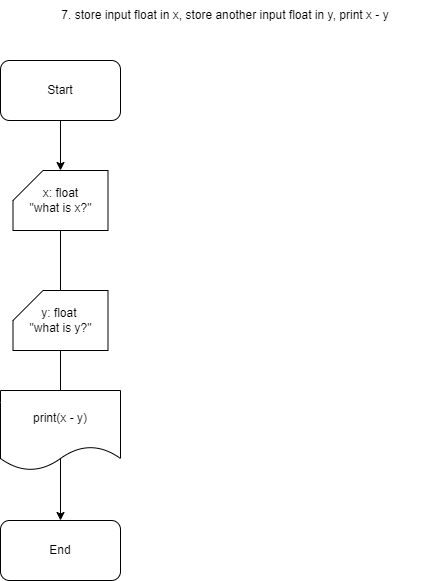 7. store input float in x, store another input float in y, print x - y
Start
x: float
"what is x?"
y: float
"what is y?"
print(x - y)
End